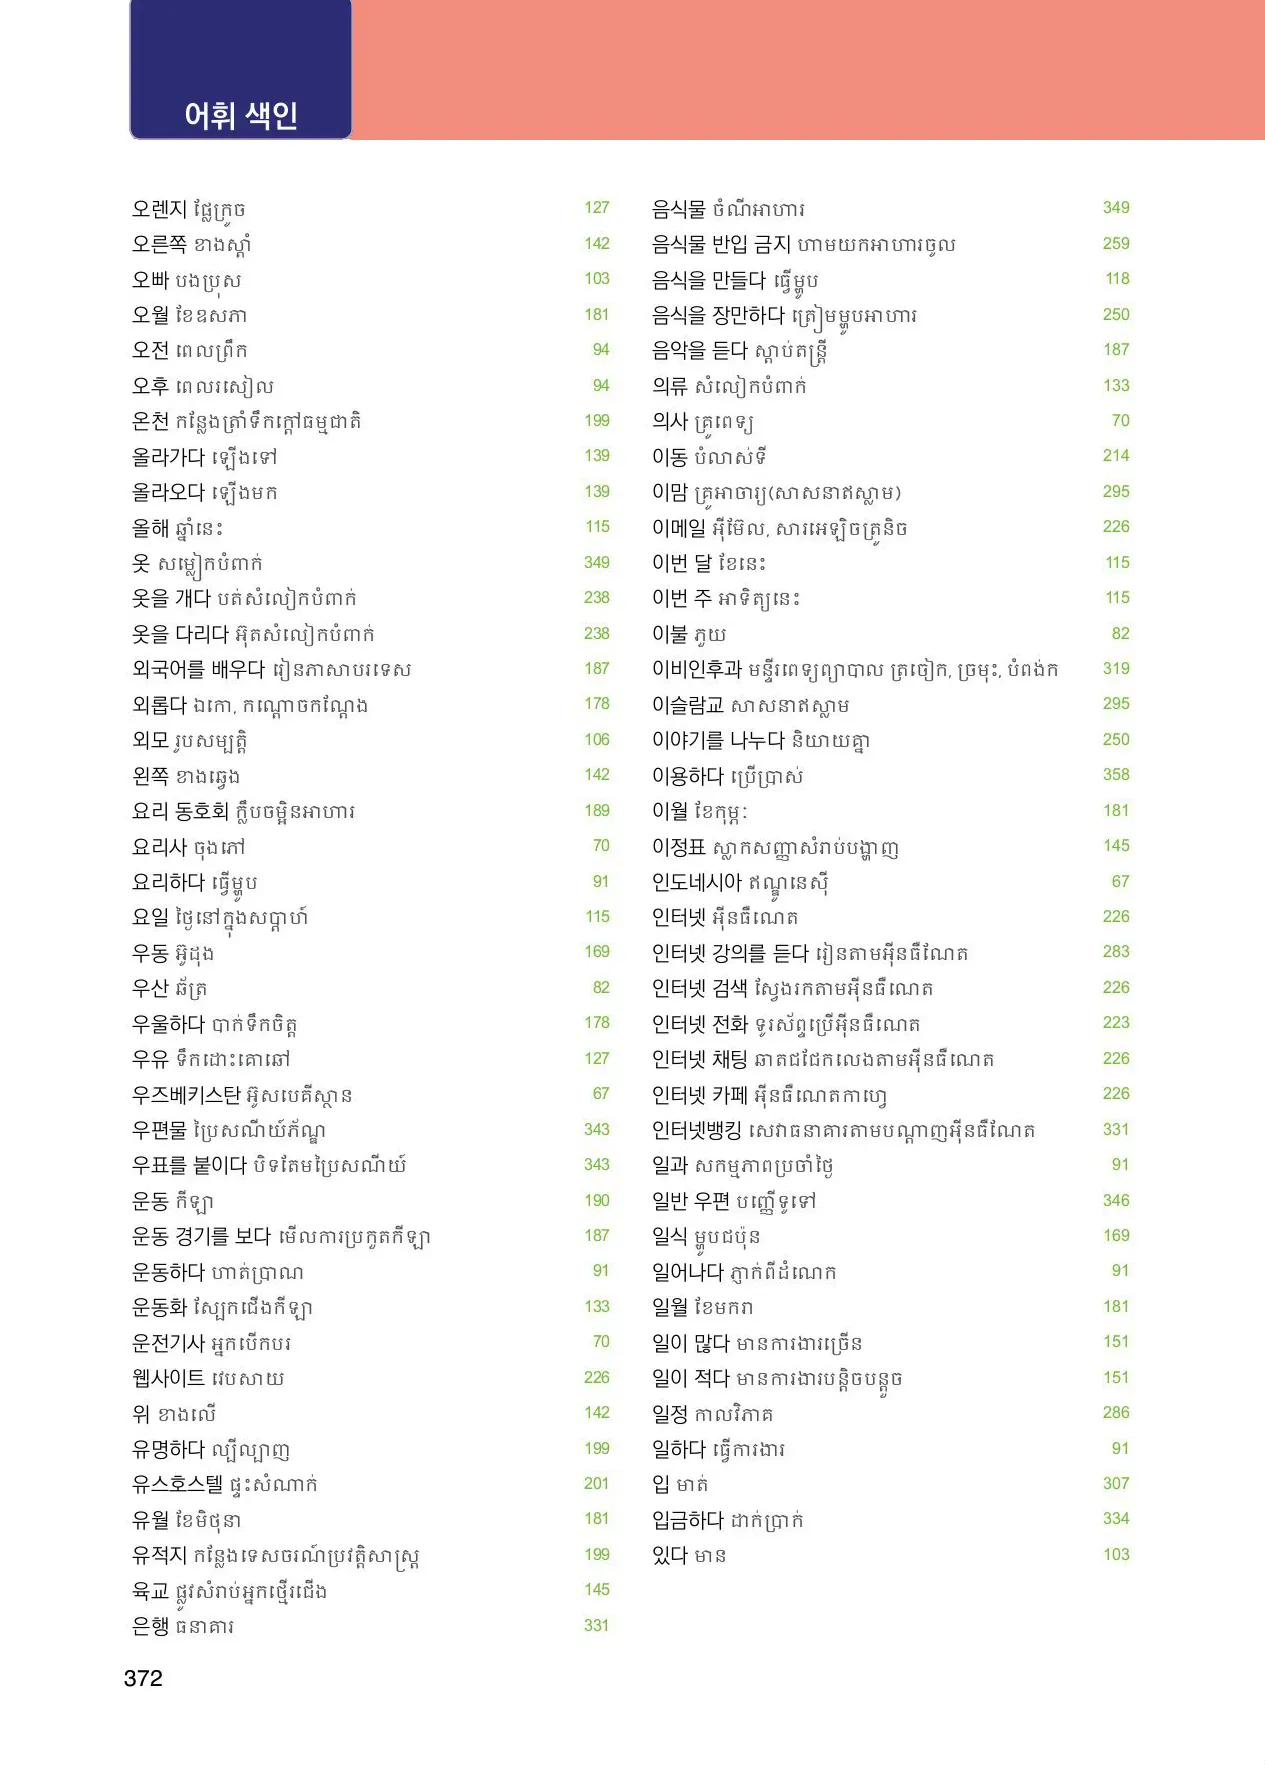 어휘 색인
오렌지 ផ្លែក្រូច 127
오른쪽 ខាងស្ដាំ 142
오빠 បងប្រុស 103
오월 ខែឧសភា 181
오전 ពេលព្រឹក 94
오후 ពេលរសៀល 94
온천 កន្លែងត្រាំទឹកក្ដៅធម្មជាតិ 199
올라가다 ឡើងទៅ 139
올라오다 ឡើងមក 139
올해 ឆ្នាំនេះ 115
옷 សម្លៀកបំពាក់ 349
옷을 개다 បត់សំលៀកបំពាក់ 238
옷을 다리다 អ៊ុតសំលៀកបំពាក់ 238
외국어를 배우다 រៀនភាសាបរទេស 187
외롭다 ឯកោ, កណ្ដោចកណ្ដែង 178
외모 រូបសម្បត្តិ 106
왼쪽 ខាងឆ្វេង 142
요리 동호회 ក្លឹបចម្អិនអាហារ 189
요리사 ចុងភៅ 70
요리하다 ធ្វើម្ហូប 91
요일 ថ្ងៃនៅក្នុងសប្ដាហ៍ 115
우동 អ៊ូដុង 169
우산 ឆ័ត្រ 82
우울하다 បាក់ទឹកចិត្ត 178
우유 ទឹកដោះគោឆៅ 127
우즈베키스탄 អ៊ូសបេគីស្ថាន 67
우편물 ប្រៃសណីយ៍ភ័ណ្ឌ 343
우표를 붙이다 បិទតែមប្រៃសណីយ៍ 343
운동 កីឡា 190
운동 경기를 보다 មើលការប្រកួតកីឡា 187
운동하다 ហាត់ប្រាណ 91
운동화 ស្បែកជើងកីឡា 133
운전기사 អ្នកបើកបរ 70
웹사이트 វេបសាយ 226
위 ខាងលើ 142
유명하다 ល្បីល្បាញ 199
유스호스텔 ផ្ទះសំណាក់ 201
유월 ខែមិថុនា 181
유적지 កន្លែងទេសចរណ៍ប្រវត្តិសាស្ត្រ 199
육교 ផ្លូវសំរាប់អ្នកថ្មើរជើង 145
은행 ធនាគារ 331
음식물 ចំណីអាហារ 349
음식물 반입 금지 ហាមយកអាហារចូល 259
음식을 만들다 ធ្វើម្ហូប 118
음식을 장만하다 ត្រៀមម្ហូបអាហារ 250
음악을 듣다 ស្ដាប់តន្ត្រី 187
의류 សំលៀកបំពាក់ 133
의사 គ្រូពេទ្យ 70
이동 បំលាស់ទី 214
이맘 គ្រូអាចារ្យ(សាសនាឥស្លាម) 295
이메일 អ៊ីម៉ែល, សារអេឡិចត្រូនិច 226
이번 달 ខែនេះ 115
이번 주 អាទិត្យនេះ 115
이불 ភួយ 82
이비인후과 មន្ទីរពេទ្យព្យាបាល ត្រចៀក, ច្រមុះ, បំពង់ក 319
이슬람교 សាសនាឥស្លាម 295
이야기를 나누다 និយាយគ្នា 250
이용하다 ប្រើប្រាស់ 358
이월 ខែកុម្ភៈ 181
이정표 ស្លាកសញ្ញាសំរាប់បង្ហាញ 145
인도네시아 ឥណ្ឌូនេស៊ី 67
인터넷 អ៊ីនធឺណេត 226
인터넷 강의를 듣다 រៀនតាមអ៊ីនធឺណែត 283
인터넷 검색 ស្វែងរកតាមអ៊ីនធឺណេត 226
인터넷 전화 ទូរស័ព្ទប្រើអ៊ីនធឺណេត 223
인터넷 채팅 ឆាតជជែកលេងតាមអ៊ីនធឺណេត 226
인터넷 카페 អ៊ីនធឺណេតកាហ្វេ 226
인터넷뱅킹 សេវាធនាគារតាមបណ្ដាញអ៊ីនធឺណែត 331
일과 សកម្មភាពប្រចាំថ្ងៃ 91
일반 우편 បញ្ញើទូទៅ 346
일식 ម្ហូបជប៉ុន 169
일어나다 ភ្ញាក់ពីដំណេក 91
일월 ខែមករា 181
일이 많다 មានការងារច្រើន 151
일이 적다 មានការងារបន្តិចបន្តួច 151
일정 កាលវិភាគ 286
일하다 ធ្វើការងារ 91
입 មាត់ 307
입금하다 ដាក់ប្រាក់ 334
있다 មាន 103
372